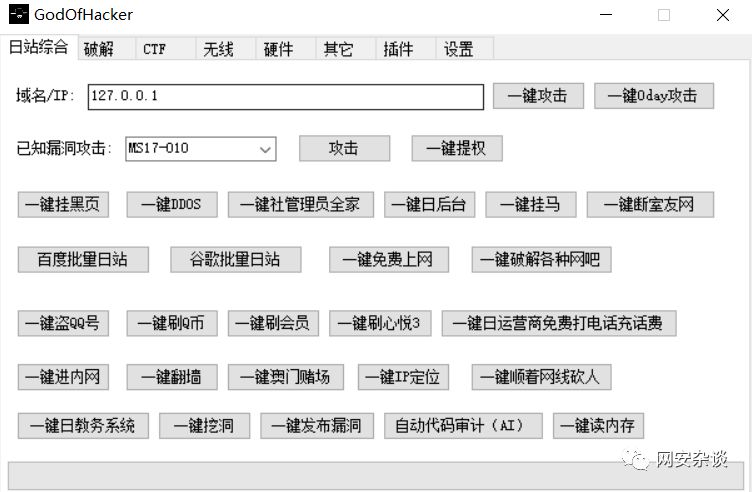 GodOfHacker
日站综合 破解 CTF 无线 硬件 其它 插件 设置
域名/IP: 127.0.0.1 一键攻击 一键0day攻击
已知漏洞攻击: MS17-010 攻击 一键提权
一键挂黑页 一键DDOS 一键社管理员全家 一键日后台 一键挂马 一键断室友网
百度批量日站 谷歌批量日站 一键免费上网 一键破解各种网吧
一键盗QQ号 一键刷Q币 一键刷会员 一键刷心悦3 一键日运营商免费打电话充话费
一键进内网 一键翻墙 一键澳门赌场 一键IP定位 一键顺着网线砍人
一键日教务系统 一键挖洞 一键发布漏洞 自动代码审计（AI） 一键读内存
网安杂谈